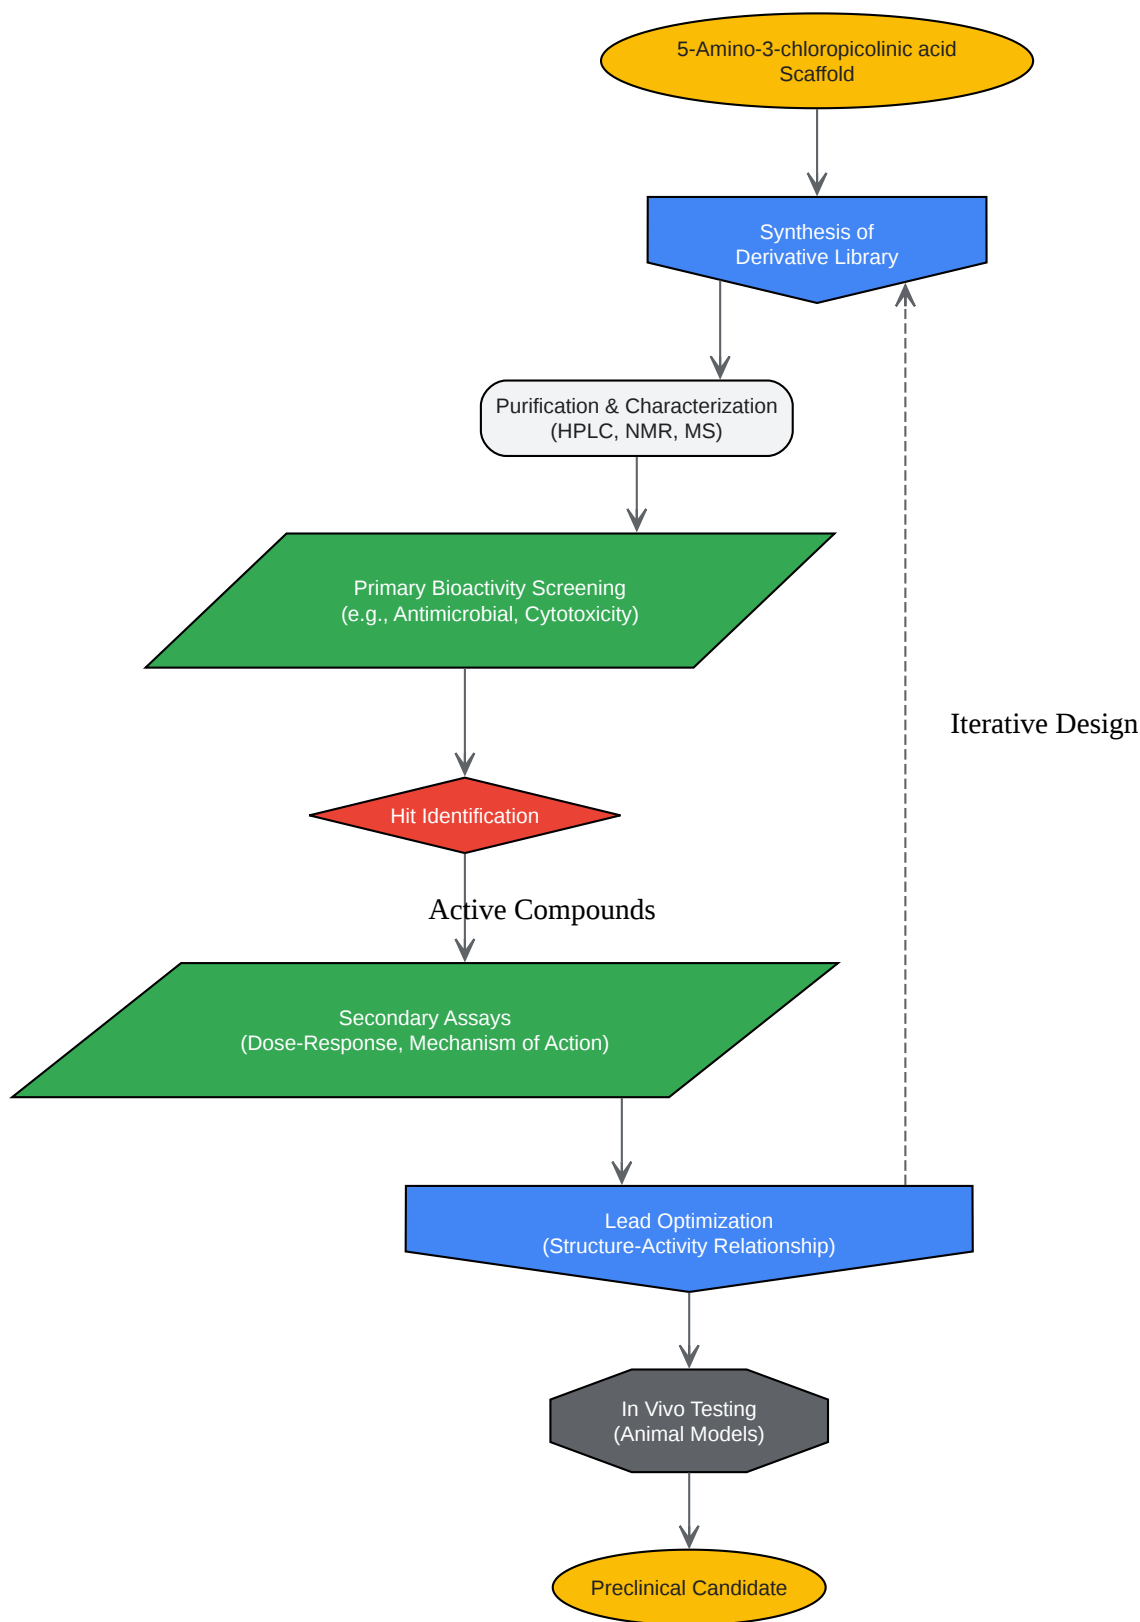 5-Amino-3-chloropicolinic acid
Scaffold
Synthesis of
Derivative Library
Purification & Characterization
(HPLC, NMR, MS)
Primary Bioactivity Screening
(e.g., Antimicrobial, Cytotoxicity)
Iterative Design
Hit Identification
Active Compounds
Secondary Assays
(Dose-Response, Mechanism of Action)
Lead Optimization
(Structure-Activity Relationship)
In Vivo Testing
(Animal Models)
Preclinical Candidate